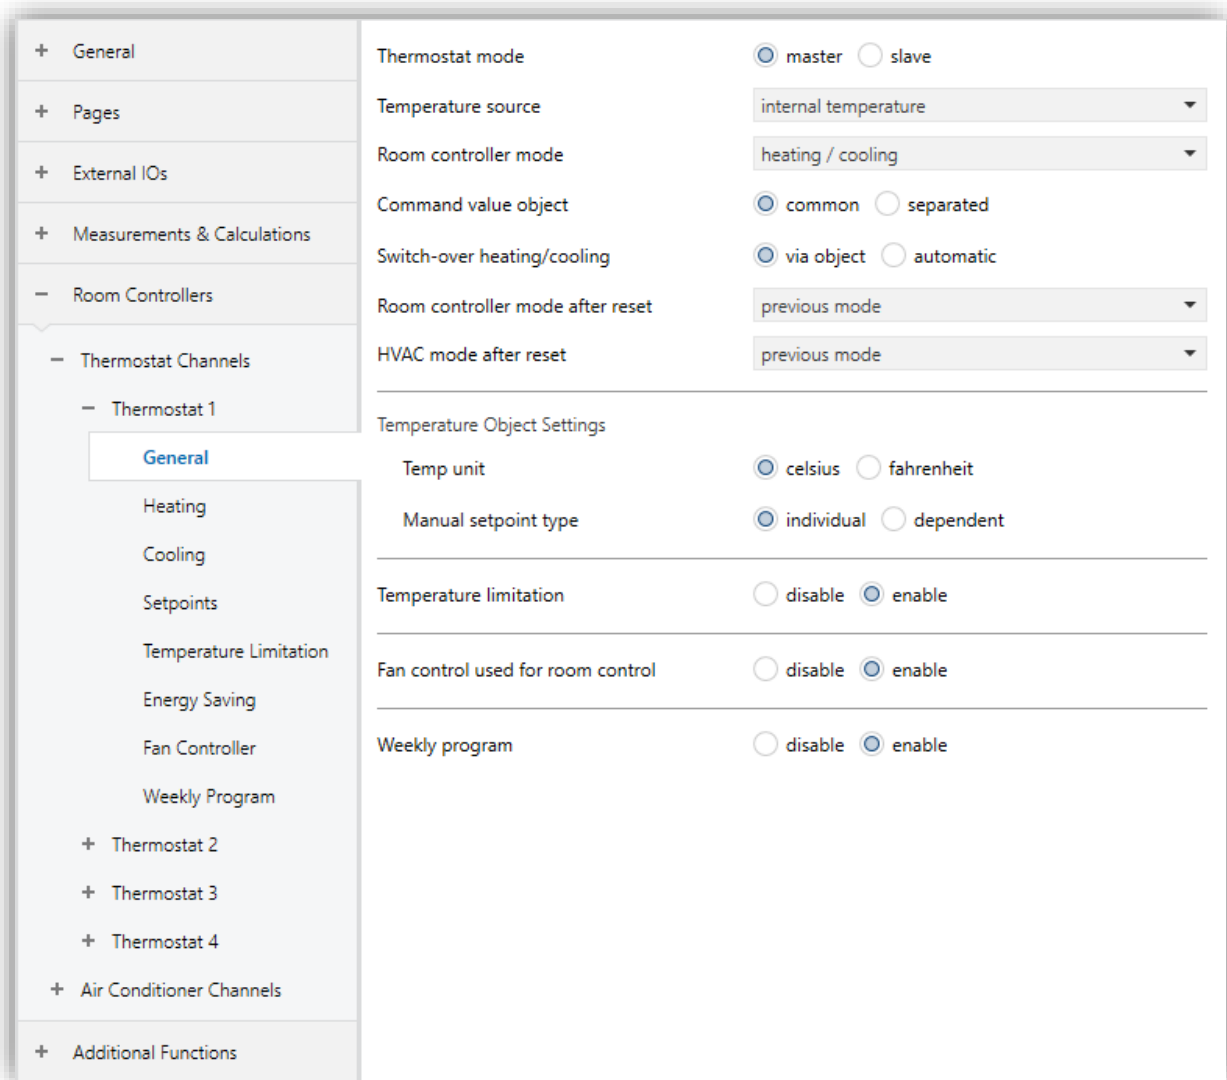 General
Pages
External IOs
Measurements & Calculations
Room Controllers
Thermostat Channels
Thermostat 1
General
Heating
Cooling
Setpoints
Temperature Limitation
Energy Saving
Fan Controller
Weekly Program
Thermostat 2
Thermostat 3
Thermostat 4
Air Conditioner Channels
Additional Functions
Thermostat mode master slave
Temperature source internal temperature
Room controller mode heating / cooling
Command value object common separated
Switch-over heating/cooling via object automatic
Room controller mode after reset previous mode
HVAC mode after reset previous mode
Temperature Object Settings
Temp unit celsius fahrenheit
Manual setpoint type individual dependent
Temperature limitation disable enable
Fan control used for room control disable enable
Weekly program disable enable